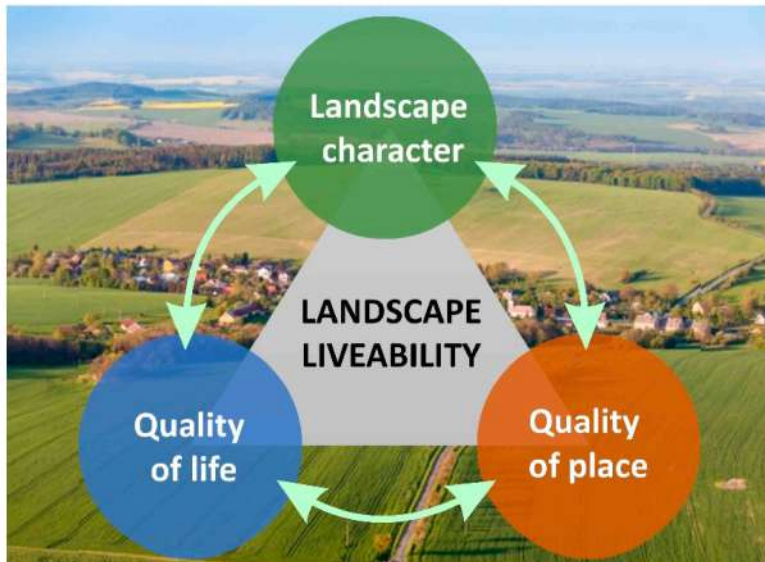 Landscape
character
LANDSCAPE
LIVEABILITY
Quality
of life
Quality
of place